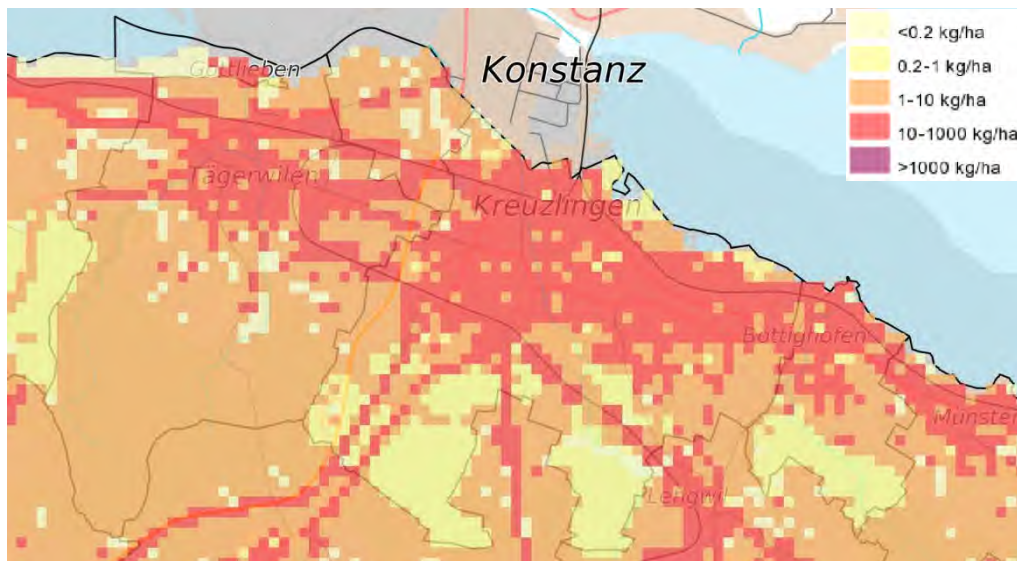 Konstanz
<0.2 kg/ha
0.2-1 kg/ha
1-10 kg/ha
10-1000 kg/ha
>1000 kg/ha
Gottlieben
Tägerwilen
Kreuzlingen
Bottighofen
Münster
Lengwil